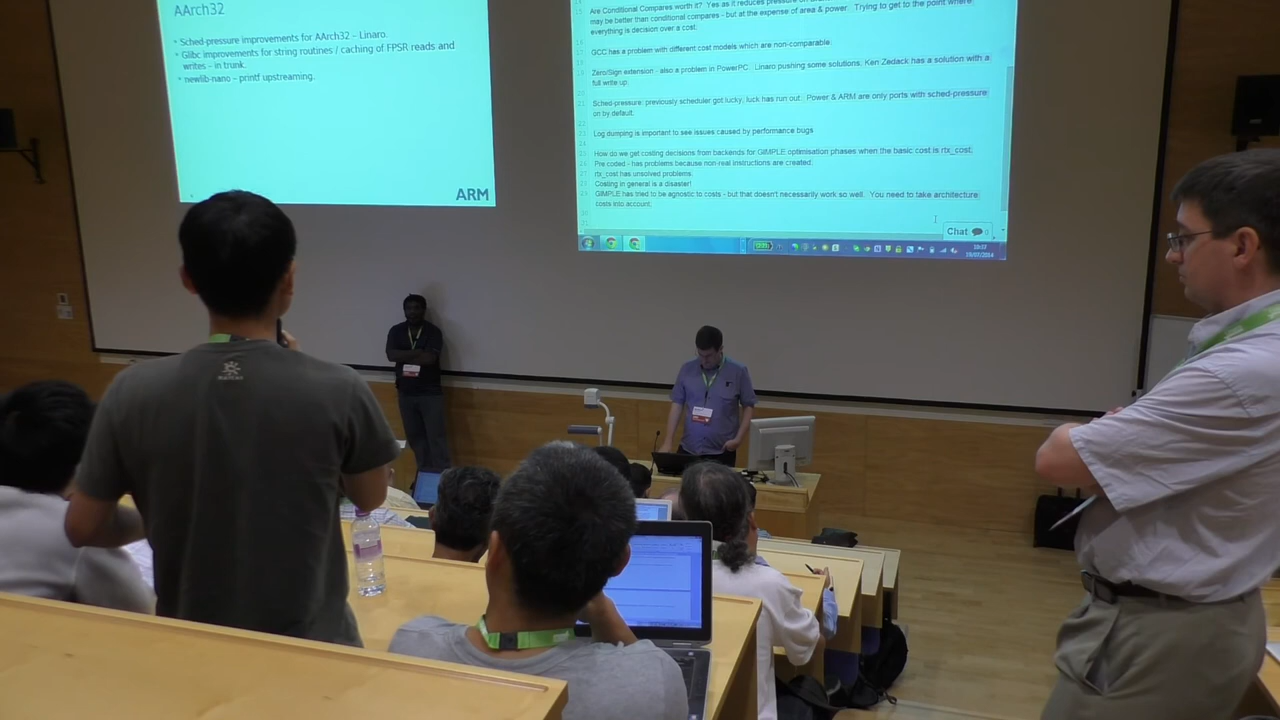 AArch32
• Sched-pressure improvements for AArch32 – Linaro.
• Glibc improvements for string routines / caching of FPSR reads and
writes – in trunk.
• newlib-nano – printf upstreaming.
ARM
Are Conditional Compares worth it? Yes as it reduces pressure on
may be better than conditional compares - but at the expense of area & power. Trying to get to the point where
everything is decision over a cost.
GCC has a problem with different cost models which are non-comparable.
Zero/Sign extension - also a problem in PowerPC. Linaro pushing some solutions. Ken Zedack has a solution with a
full write up.
Sched-pressure: previously scheduler got lucky, luck has run out. Power & ARM are only ports with sched-pressure
on by default.
Log dumping is important to see issues caused by performance bugs
How do we get costing decisions from backends for GIMPLE optimisation phases when the basic cost is rtx_cost.
Pre coded - has problems because non-real instructions are created.
rtx_cost has unsolved problems.
Costing in general is a disaster!
GIMPLE has tried to be agnostic to costs - but that doesn't necessarily work so well. You need to take architecture
costs into account.
Chat
10:57
19/07/2014